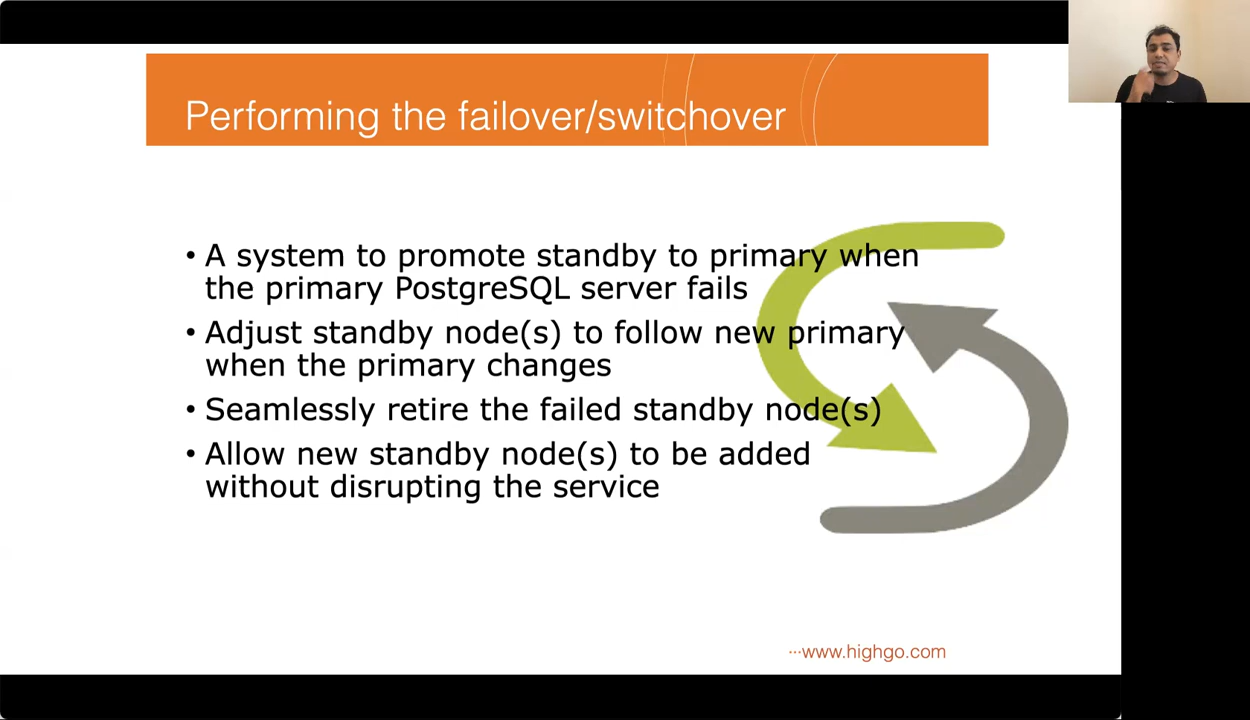 Performing the failover/switchover
• A system to promote standby to primary when
the primary PostgreSQL server fails
• Adjust standby node(s) to follow new primary
when the primary changes
• Seamlessly retire the failed standby node(s)
• Allow new standby node(s) to be added
without disrupting the service
···www.highgo.com